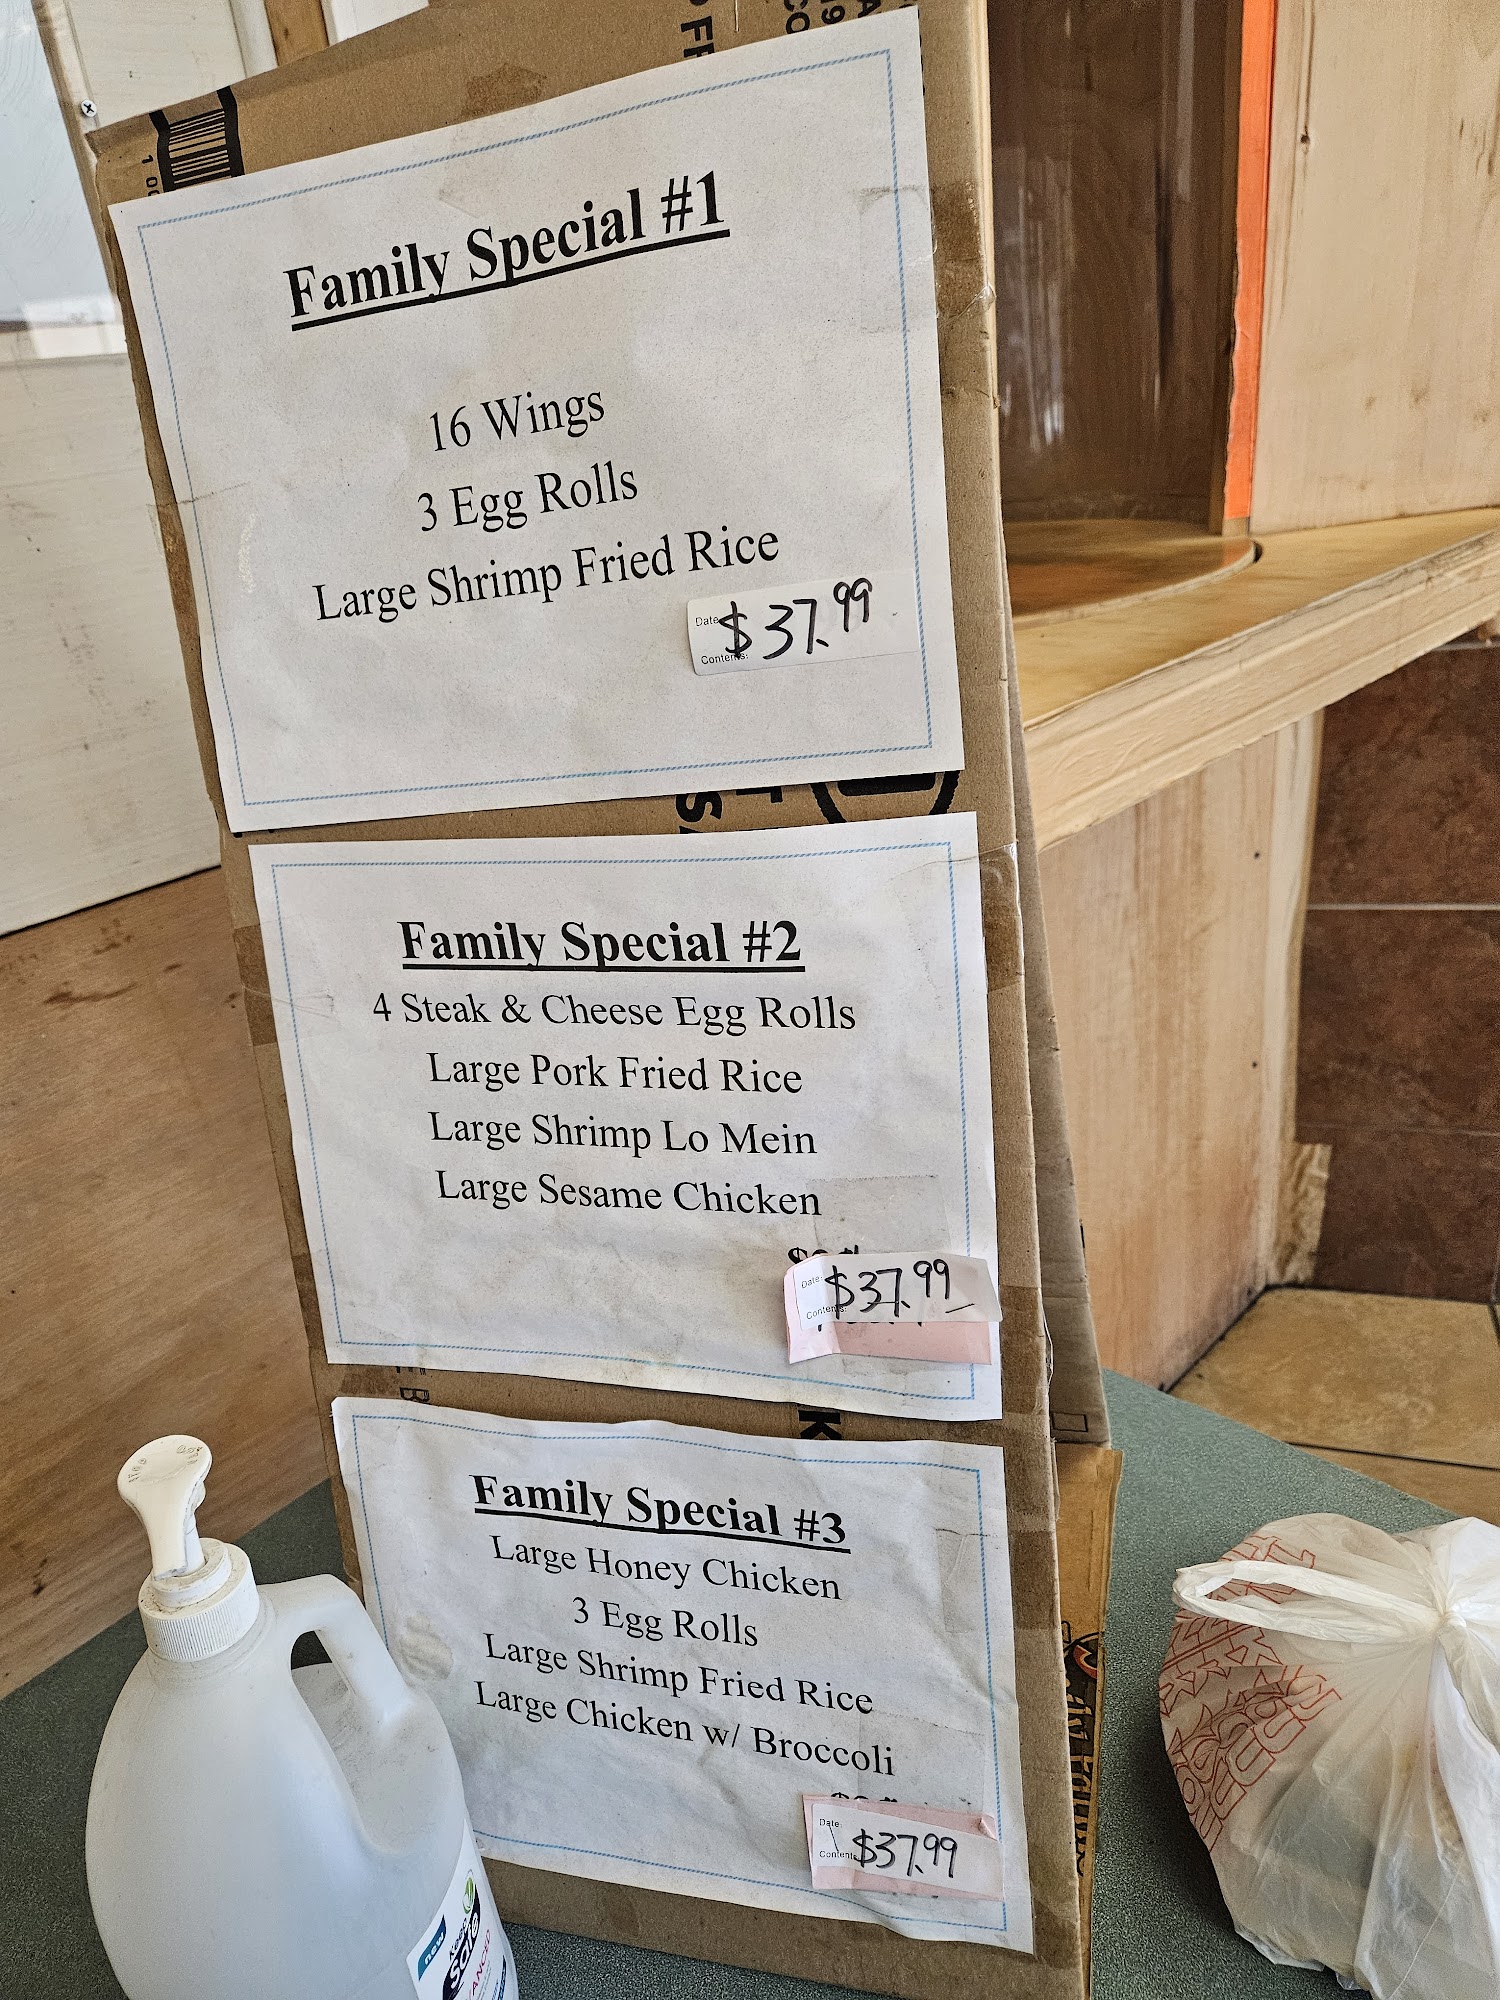 Family Special #1
16 Wings
3 Egg Rolls
Large Shrimp Fried Rice
Date:
$37.99
Contents:
Family Special #2
4 Steak & Cheese Egg Rolls
Large Pork Fried Rice
Large Shrimp Lo Mein
Large Sesame Chicken
Date:
$37.99
Contents:
Family Special #3
Large Honey Chicken
3 Egg Rolls
Large Shrimp Fried Rice
Large Chicken w/ Broccoli
Date:
$37.99
Contents:
new
Keep
Safe